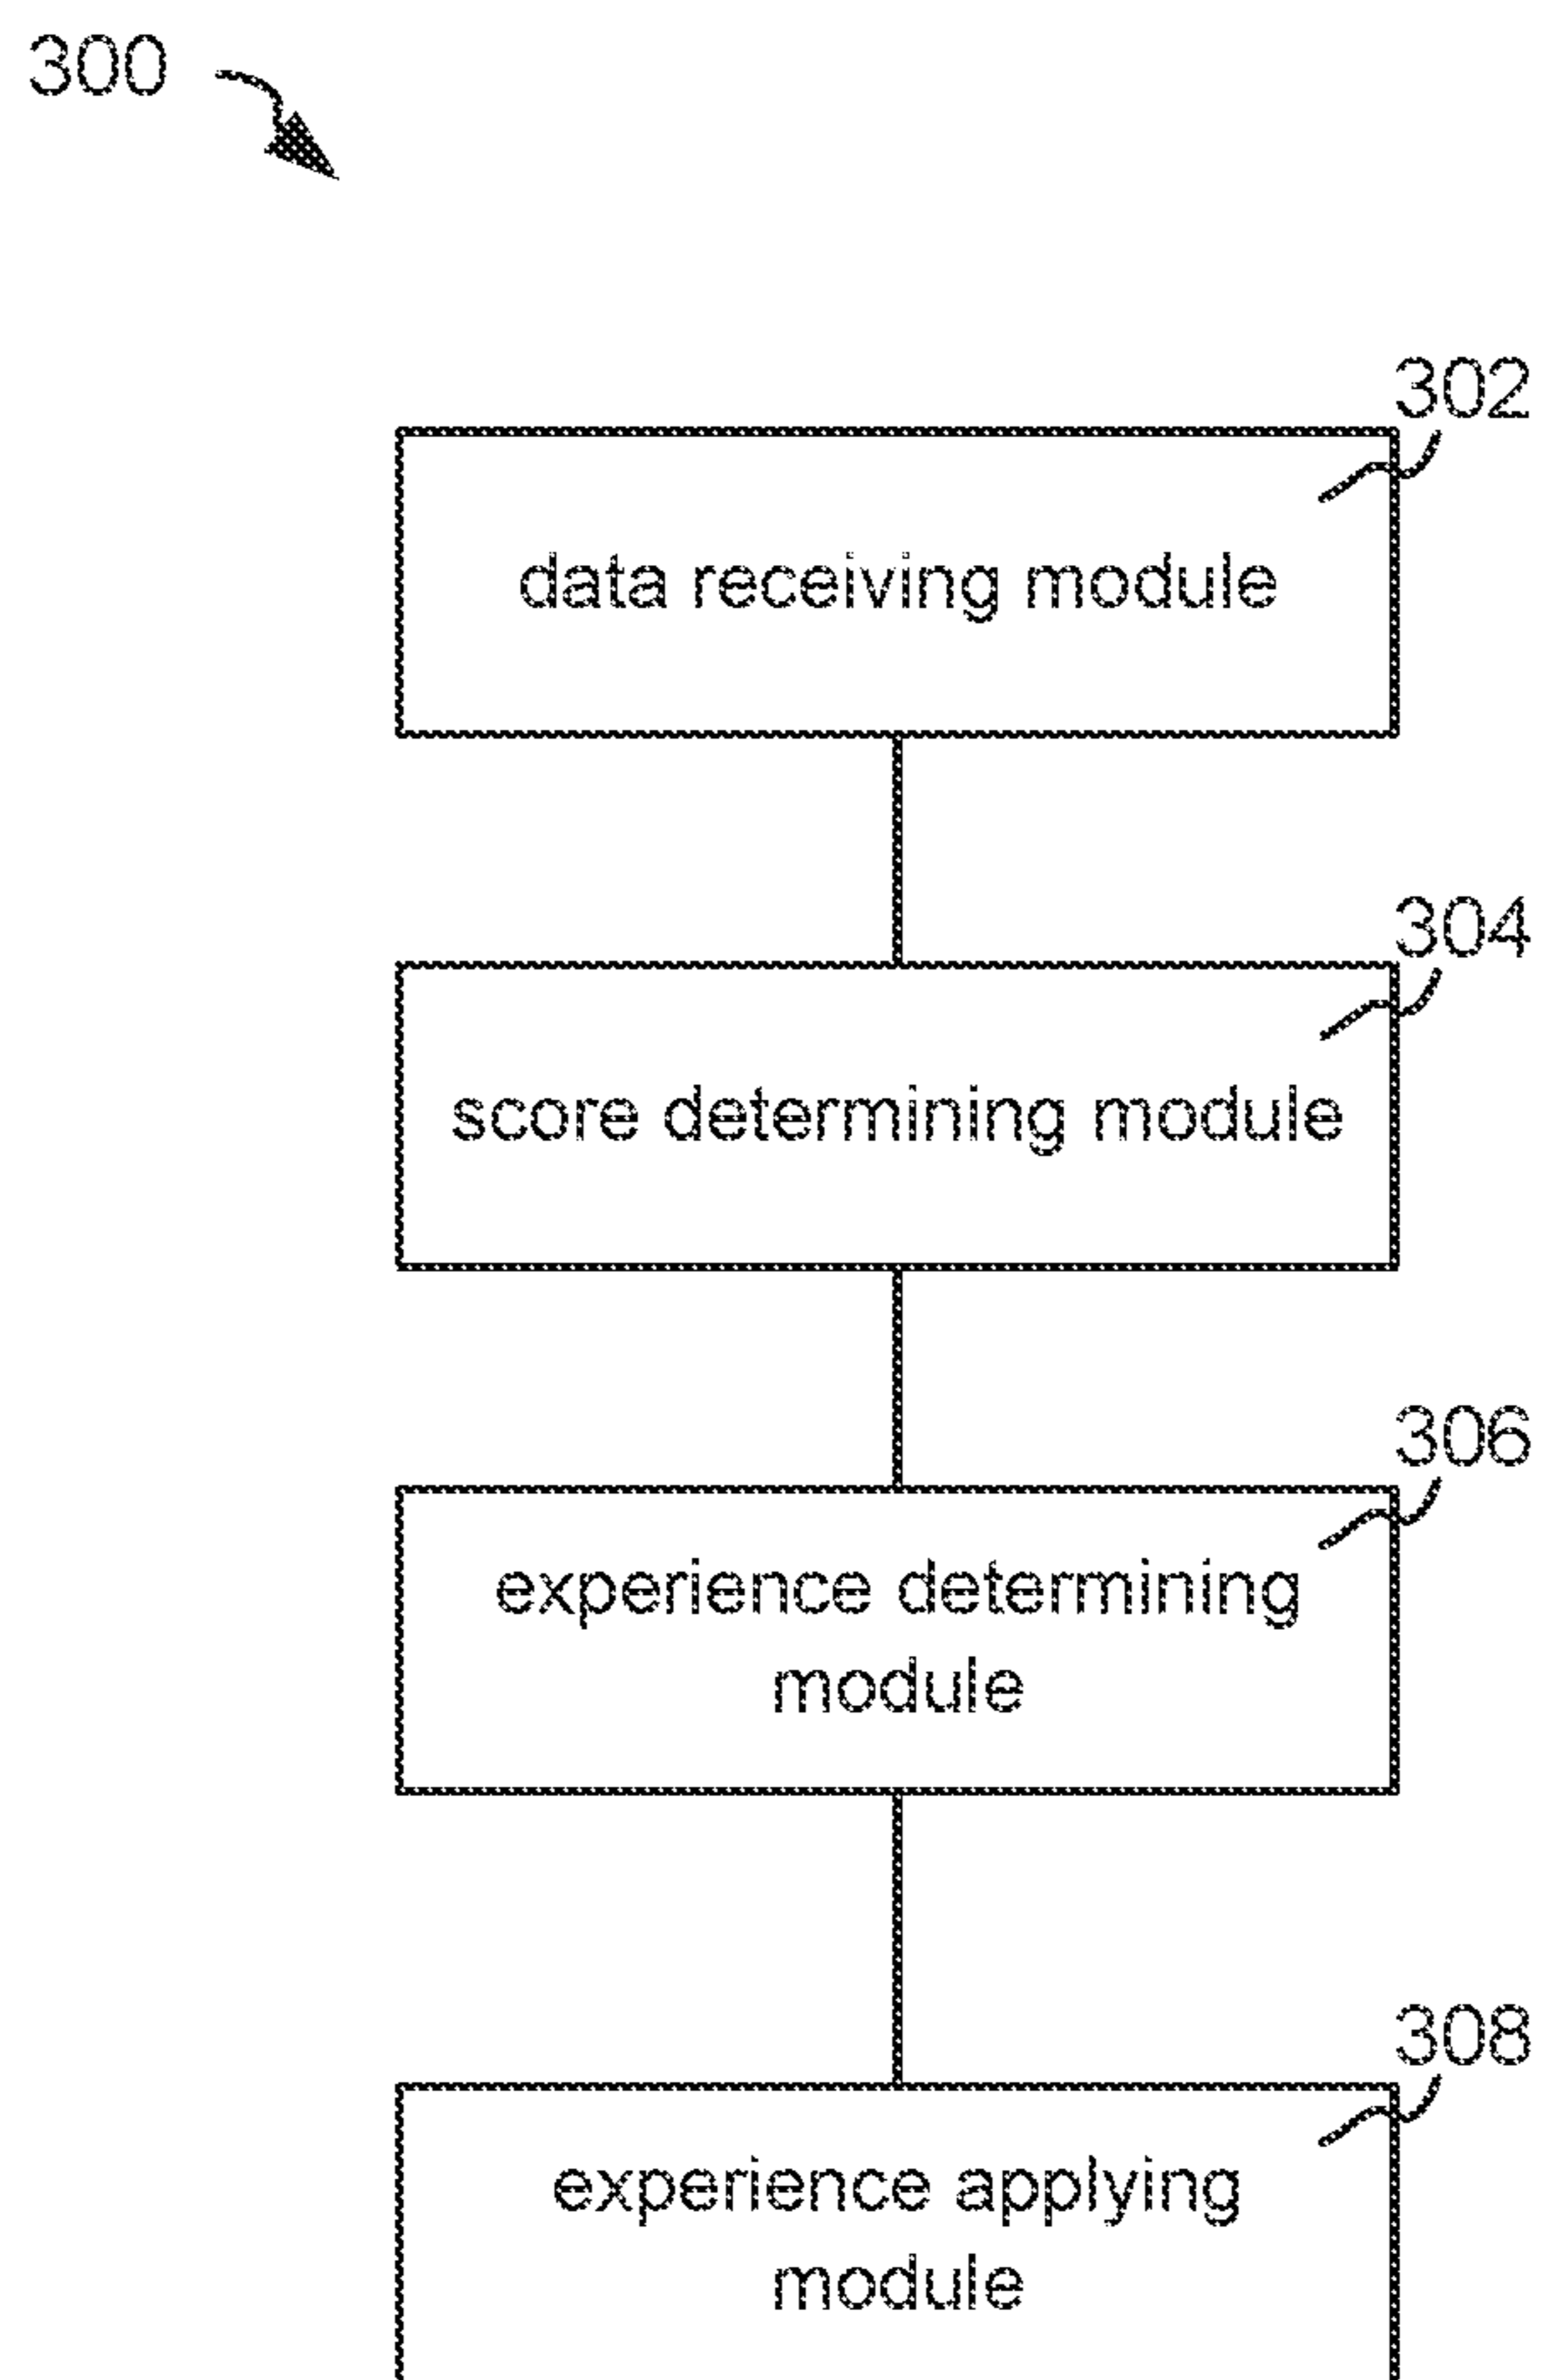 300
302
data receiving module
304
score determining module
306
experience determining
module
308
experience applying
module